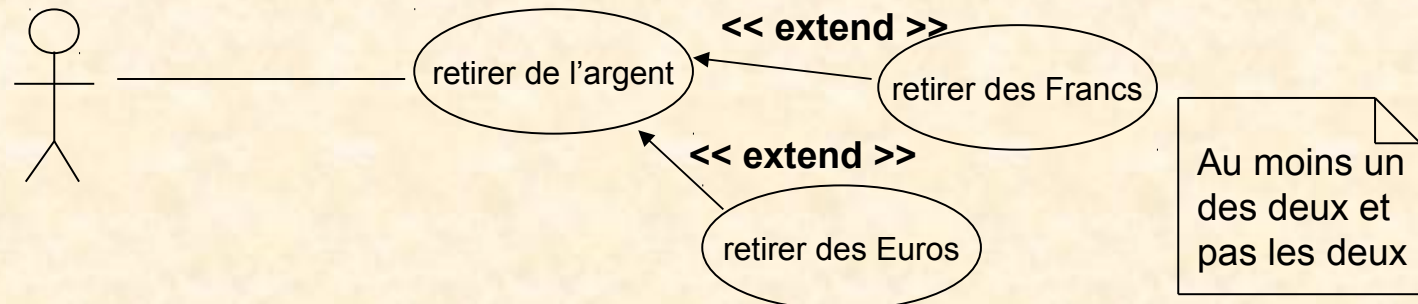 << extend >>
retirer de l’argent
retirer des Francs
<< extend >>
retirer des Euros
Au moins un
des deux et
pas les deux